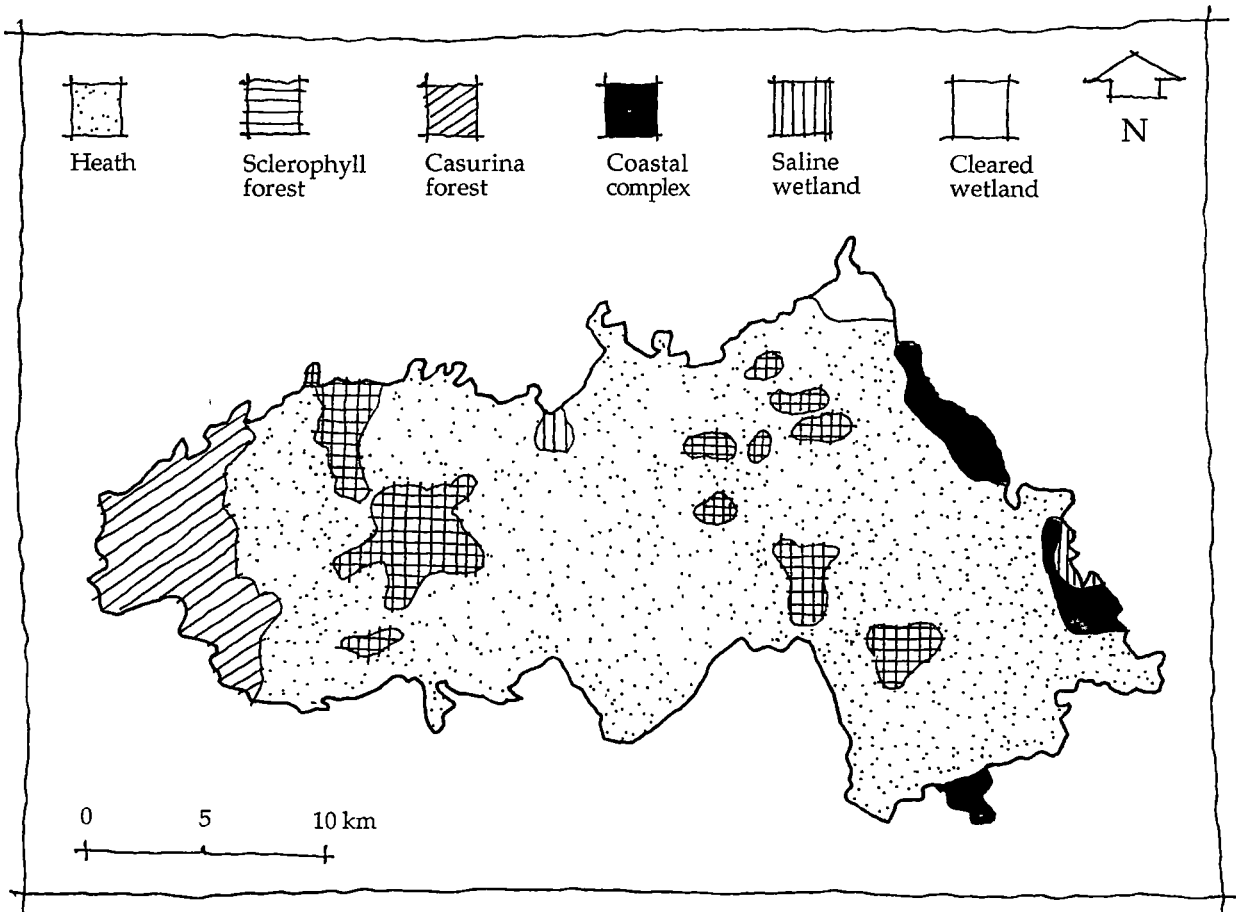 Heath
Sclerophyll
forest
Casurina
forest
Coastal
complex
Saline
wetland
Cleared
wetland
N
0 5 10 km